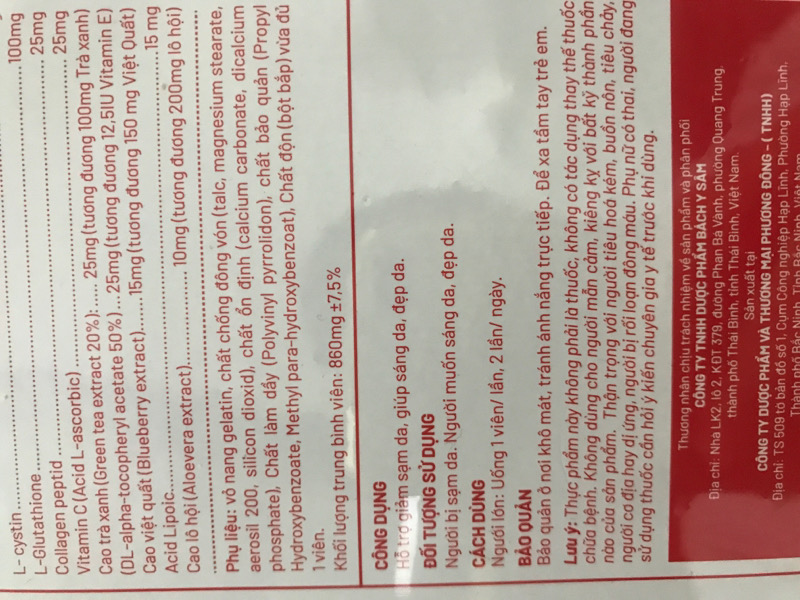 L- cystin
L-Glutathione ........ 100mg
Collagen peptid ........ 25mg
Vitamin C (Acid L-ascorbic) ........ 25mg
Cao trà xanh (Green tea extract 20%): ..... 25mg (tương đương 100mg Trà xanh)
(DL-alpha-tocopheryl acetate 50%) ... 25mg (tương đương 12,5IU Vitamin E)
Cao việt quất (Blueberry extract)....... 15mg (tương đương 150 mg Việt Quất)
Acid Lipoic........ 15 mg
Cao lô hội (Aloevera extract)........ 10mg (tương đương 200mg lô hội)
Phụ liệu: vỏ nang gelatin, chất chống đông vón (talc, magnesium stearate,
aerosil 200, silicon dioxid), chất ổn định (calcium carbonate, dicalcium
phosphate), Chất làm dầy (Polyvinyl pyrrolidon), chất bảo quản (Propyl
Hydroxybenzoate, Methyl para-hydroxybenzoat), Chất độn (bột bắp) vừa đủ
1 viên.
Khối lượng trung bình viên: 860mg ±7,5%
CÔNG DỤNG
Hỗ trợ giảm sạm da, giúp sáng da, đẹp da.
ĐỐI TƯỢNG SỬ DỤNG
Người bị sạm da. Người muốn sáng da, đẹp da.
CÁCH DÙNG
Người lớn: Uống 1 viên/ lần, 2 lần/ ngày.
BẢO QUẢN
Bảo quản ở nơi khô mát, tránh ánh nắng trực tiếp. Để xa tầm tay trẻ em.
Lưu ý: Thực phẩm này không phải là thuốc, không có tác dụng thay thế thuốc
chữa bệnh. Không dùng cho người mẫn cảm, kiêng kỵ với bất kỳ thành phần
nào của sản phẩm. Thận trọng với người tiêu hoá kém, buồn nôn, tiêu chảy,
người cơ địa hay dị ứng, người bị rối loạn đông máu. Phụ nữ có thai, người đang
sử dụng thuốc cần hỏi ý kiến chuyên gia y tế trước khi dùng.
Thương nhân chịu trách nhiệm về sản phẩm và phân phối
CÔNG TY TNHH DƯỢC PHẨM BÁCH Y SÂM
Địa chỉ: Nhà LK2, lô 2, KĐT 379, đường Phan Bá Vành, phường Quang Trung,
thành phố Thái Bình, tỉnh Thái Bình, Việt Nam.
Sản xuất tại
CÔNG TY DƯỢC PHẨM VÀ THƯƠNG MẠI PHƯƠNG ĐÔNG - ( TNHH)
Địa chỉ: TS 509 tờ bản đồ số 1, Cụm Công nghiệp Hạp Lĩnh, Phường Hạp Lĩnh,
Thành phố Bắc Ninh, Tỉnh Bắc Ninh, Việt Nam